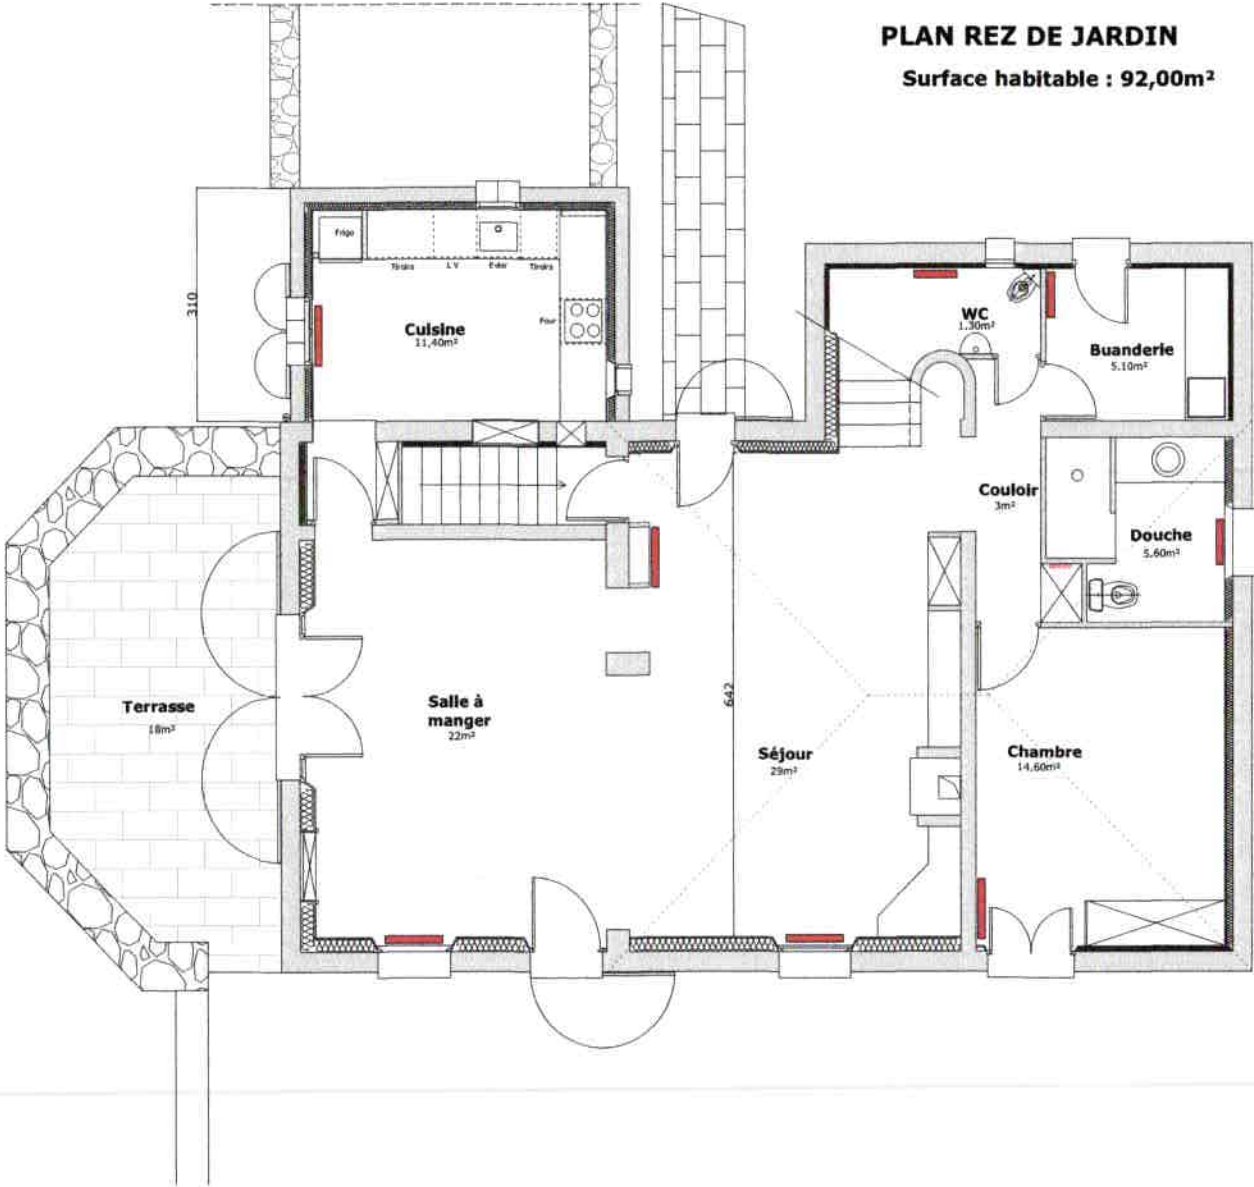 PLAN REZ DE JARDIN
Surface habitable : 92,00m²
Frigo
Tiroirs
L V
Evier
Tiroirs
310
Cuisine
11,40m²
Four
WC
1.30m²
Buanderie
5.10m²
Couloir
3m²
Douche
5,60m²
Terrasse
18m²
Salle à
manger
22m²
642
Séjour
29m²
Chambre
14,60m²